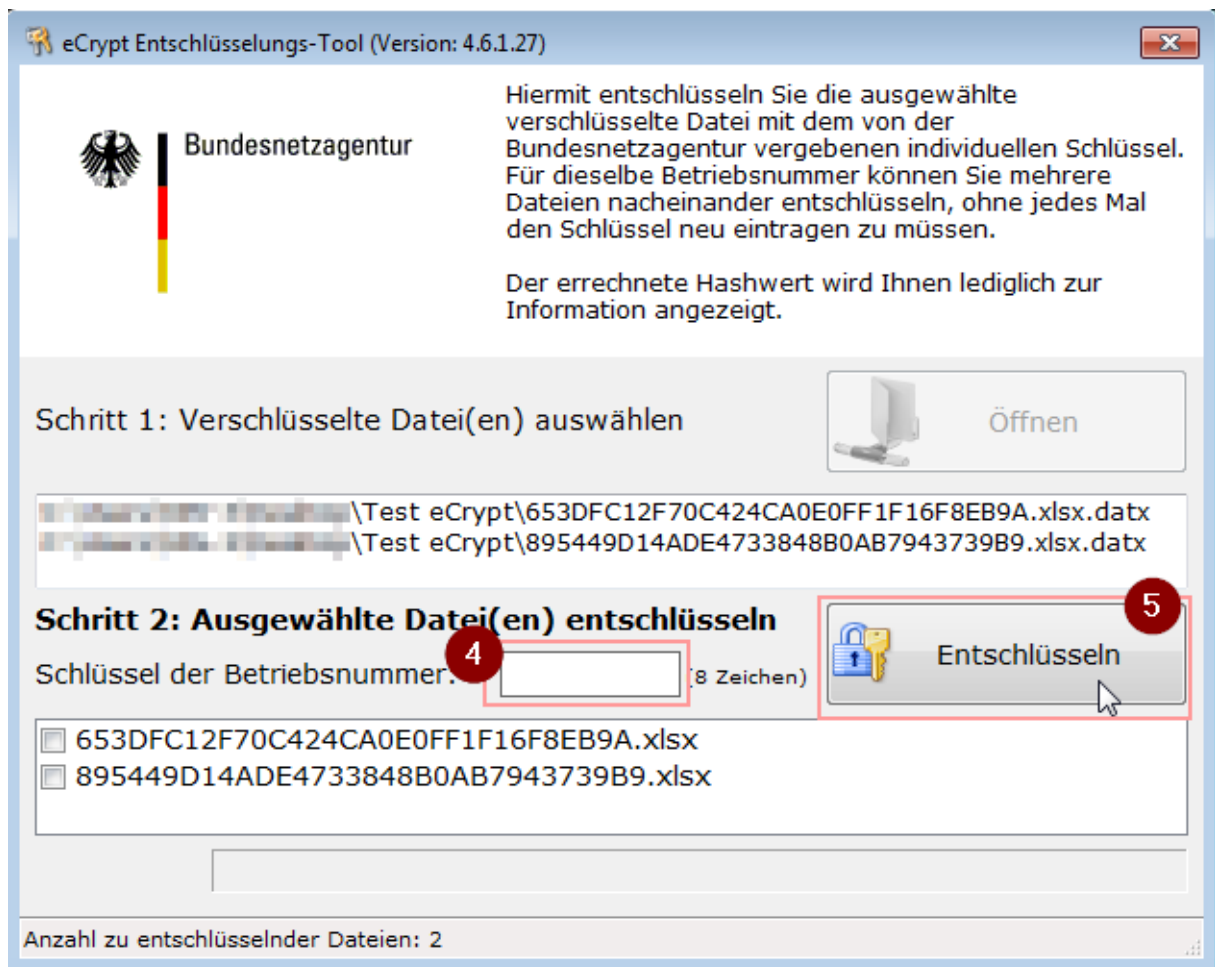 eCrypt Entschlüsselungs-Tool (Version: 4.6.1.27)
Bundesnetzagentur
Hiermit entschlüsseln Sie die ausgewählte
verschlüsselte Datei mit dem von der
Bundesnetzagentur vergebenen individuellen Schlüssel.
Für dieselbe Betriebsnummer können Sie mehrere
Dateien nacheinander entschlüsseln, ohne jedes Mal
den Schlüssel neu eintragen zu müssen.
Der errechnete Hashwert wird Ihnen lediglich zur
Information angezeigt.
Schritt 1: Verschlüsselte Datei(en) auswählen
Öffnen
\Test eCrypt\653DFC12F70C424CA0E0FF1F16F8EB9A.xlsx.datx
\Test eCrypt\895449D14ADE4733848B0AB7943739B9.xlsx.datx
Schritt 2: Ausgewählte Datei(en) entschlüsseln
5
Schlüssel der Betriebsnummer:
4
(8 Zeichen)
Entschlüsseln
653DFC12F70C424CA0E0FF1F16F8EB9A.xlsx
895449D14ADE4733848B0AB7943739B9.xlsx
Anzahl zu entschlüsselnder Dateien: 2